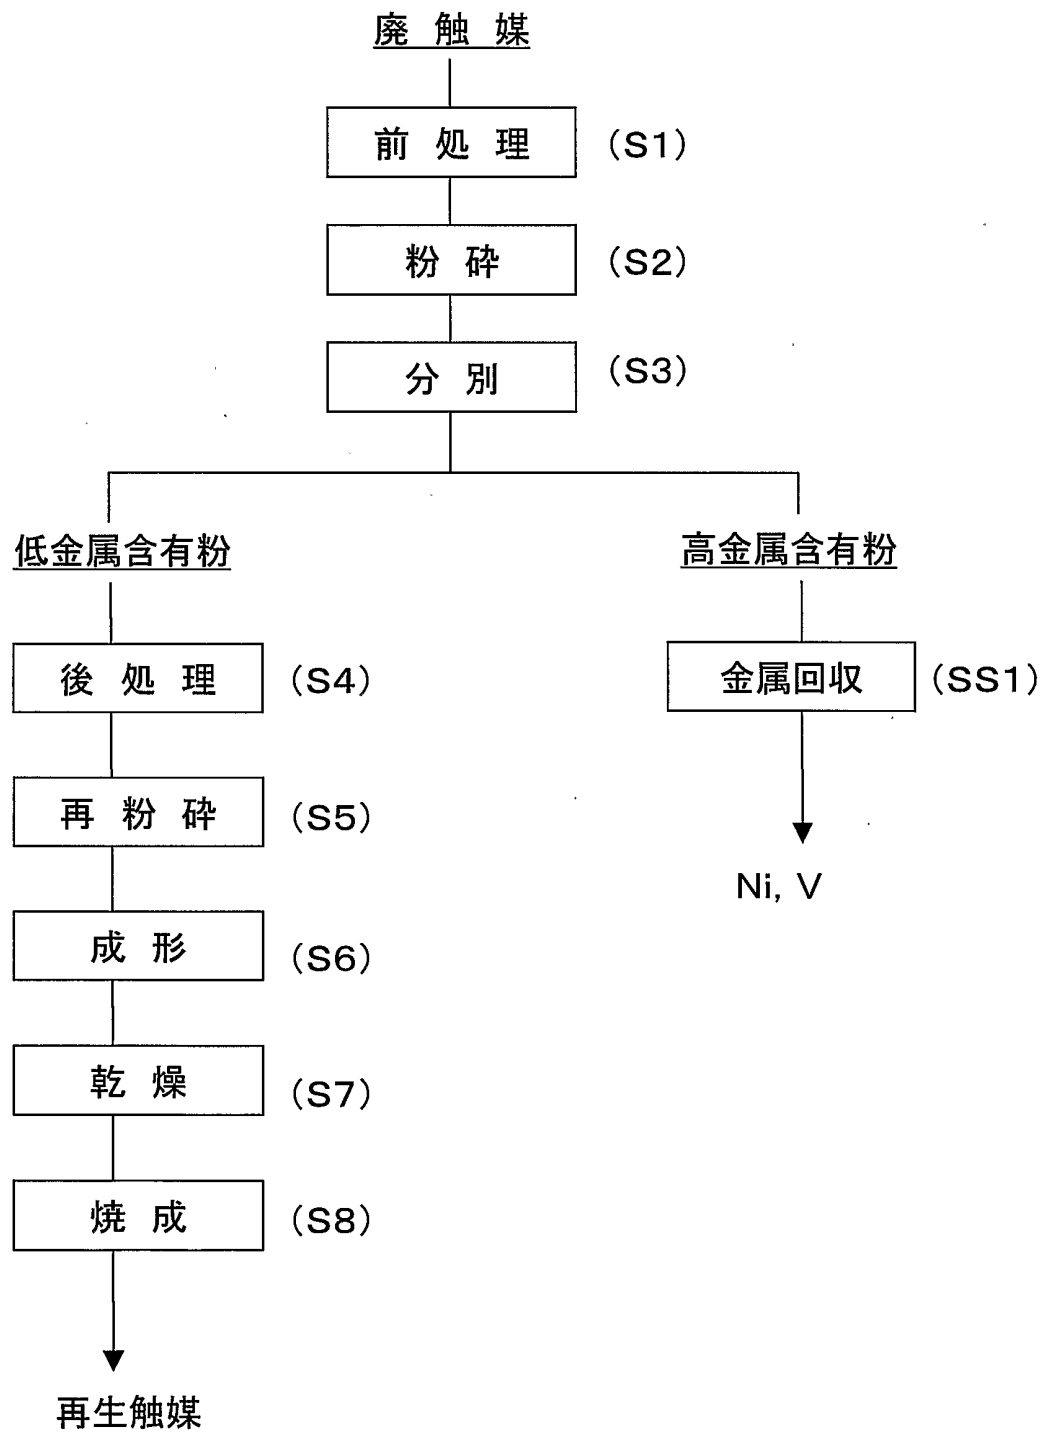 廃触媒
前処理 (S1)
粉砕 (S2)
分別 (S3)
低金属含有粉
後処理 (S4)
再粉砕 (S5)
成形 (S6)
乾燥 (S7)
焼成 (S8)
再生触媒
高金属含有粉
金属回収 (SS1)
Ni, V